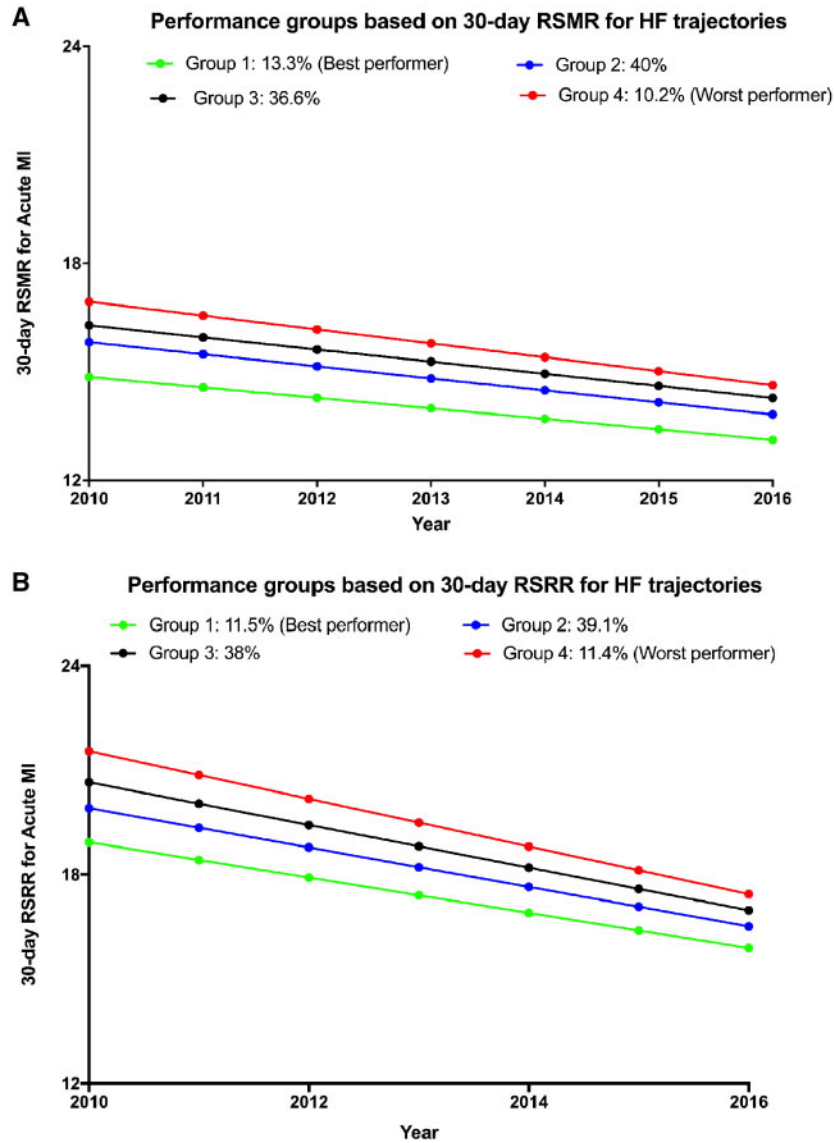 A
Performance groups based on 30-day RSMR for HF trajectories
24
Group 1: 13.3% (Best performer)
Group 2: 40%
Group 3: 36.6%
Group 4: 10.2% (Worst performer)
30-day RSMR for Acute MI
18
12
2010 2011 2012 2013 2014 2015 2016
Year
B
Performance groups based on 30-day RSRR for HF trajectories
Group 1: 11.5% (Best performer)
Group 2: 39.1%
Group 3: 38%
Group 4: 11.4% (Worst performer)
24
30-day RSRR for Acute MI
18
12
2010 2012 2014 2016
Year